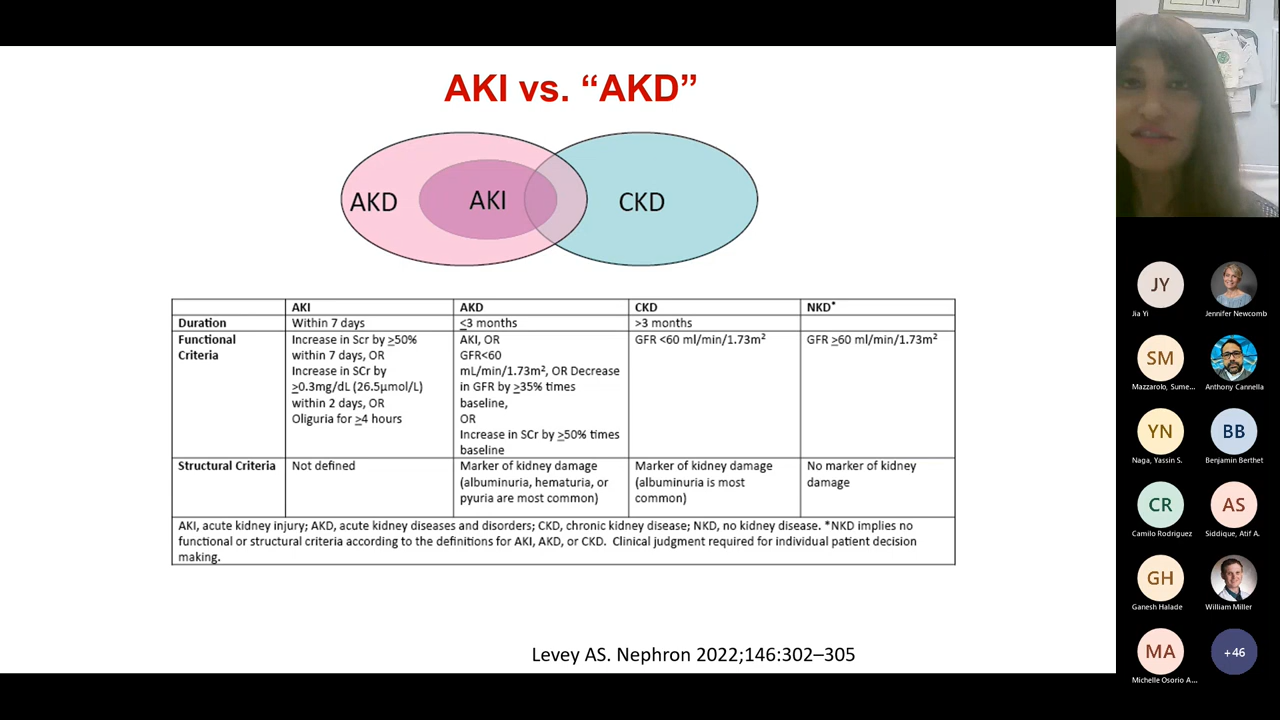 AKI vs. “AKD”
AKD
AKI
CKD
AKI
AKD
CKD
NKD*
Duration
Within 7 days
≤3 months
>3 months
Functional
Criteria
Increase in Scr by ≥50%
within 7 days, OR
Increase in SCr by
≥0.3mg/dL (26.5µmol/L)
within 2 days, OR
Oliguria for ≥4 hours
AKI, OR
GFR<60
mL/min/1.73m², OR Decrease
in GFR by ≥35% times
baseline,
OR
Increase in SCr by ≥50% times
baseline
GFR <60 ml/min/1.73m²
GFR ≥60 ml/min/1.73m²
Structural Criteria
Not defined
Marker of kidney damage
(albuminuria, hematuria, or
pyuria are most common)
Marker of kidney damage
(albuminuria is most
common)
No marker of kidney
damage
AKI, acute kidney injury; AKD, acute kidney diseases and disorders; CKD, chronic kidney disease; NKD, no kidney disease. *NKD implies no
functional or structural criteria according to the definitions for AKI, AKD, or CKD.  Clinical judgment required for individual patient decision
making.
Levey AS. Nephron 2022;146:302–305
JY
Jia Yi
Jennifer Newcomb
SM
Mazzarolo, Sume...
Anthony Cannella
YN
Naga, Yassin S.
BB
Benjamin Berthet
CR
Camilo Rodriguez
AS
Siddique, Atif A.
GH
Ganesh Halade
William Miller
MA
Michelle Osorio A...
+46